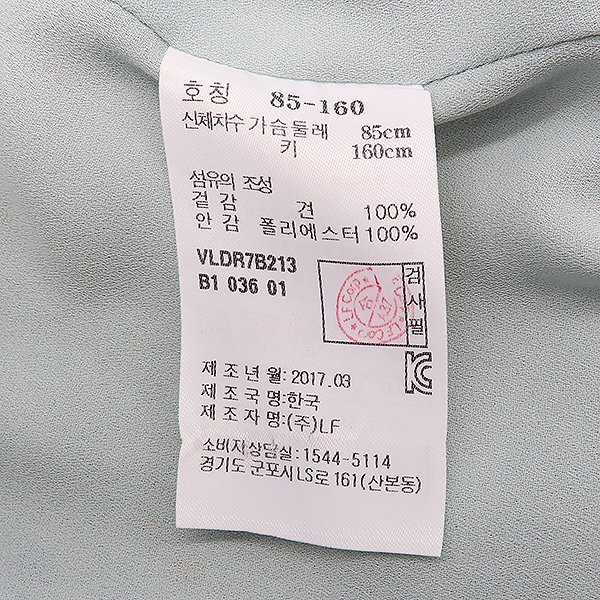 호칭 85-160
신체치수 가슴둘레 85cm
키 160cm
섬유의 조성
겉감 견 100%
안감 폴리에스터 100%
VLDR7B213
B1 036 01
검사필
LF Corp
LF Corp
제조년월: 2017.03
제조국명:한국
제조자명:(주)LF
소비자상담실:1544-5114
경기도 군포시LS로 161(산본동)